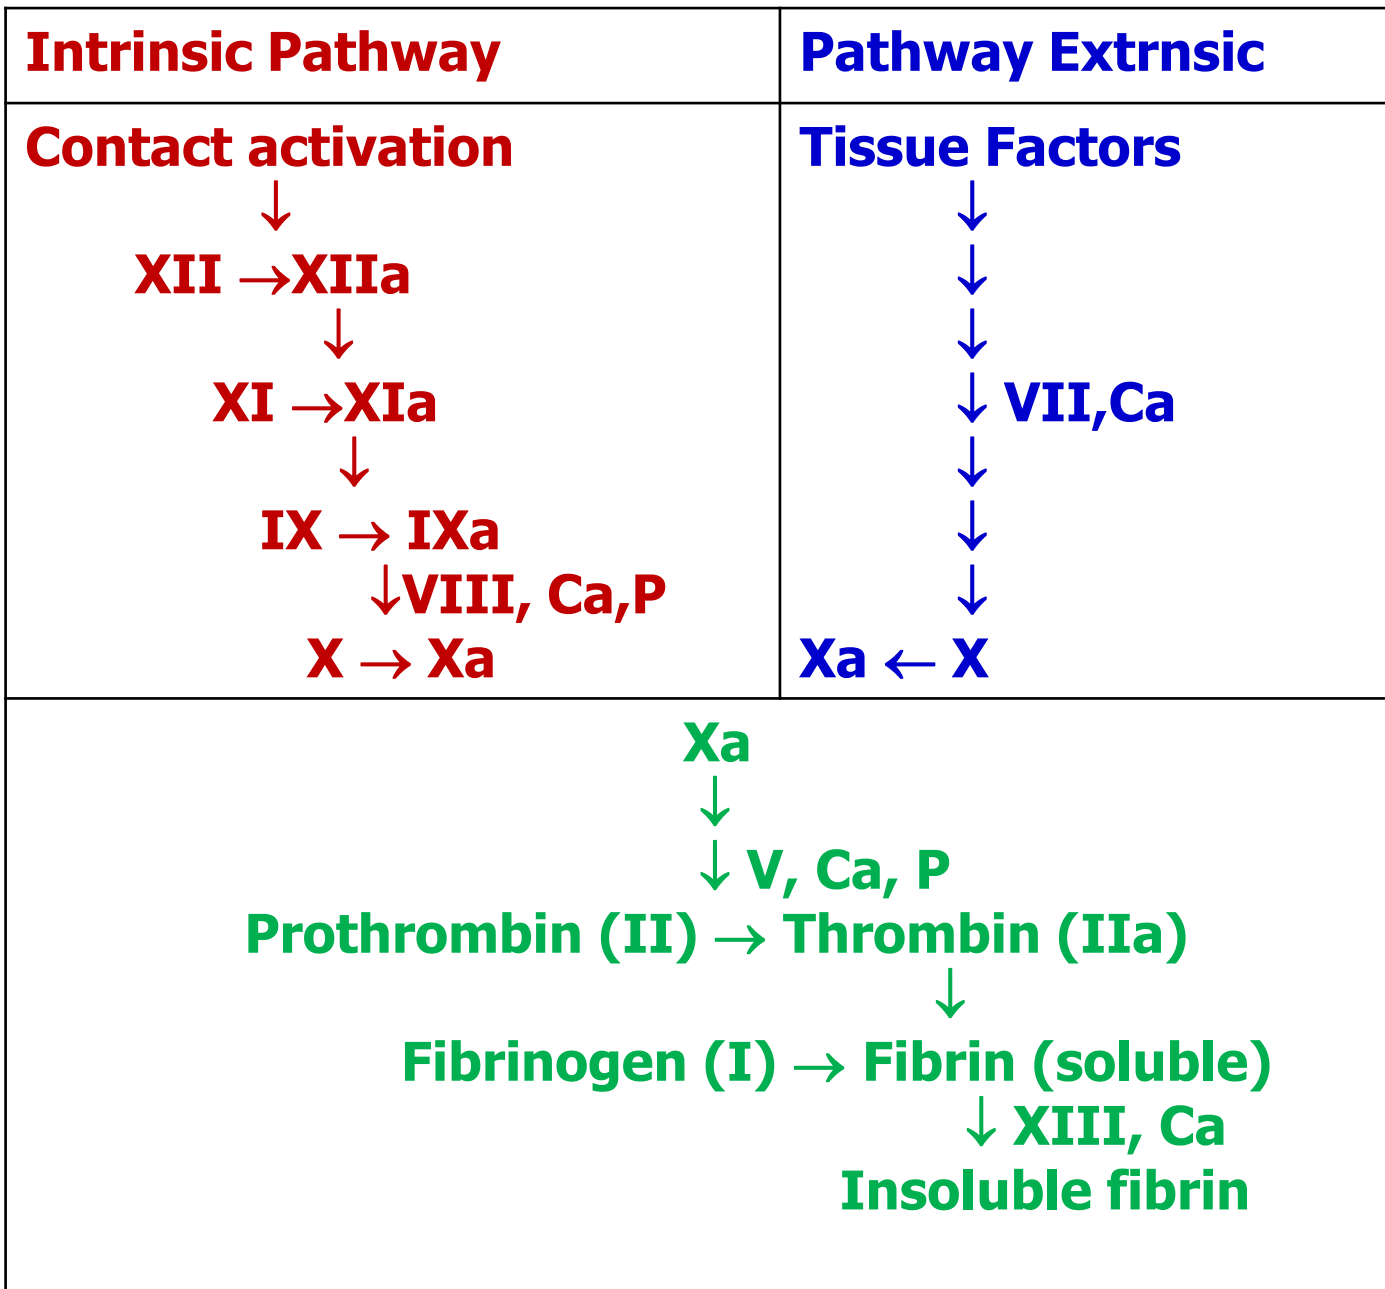 Intrinsic Pathway
Pathway Extrnsic
Contact activation
↓
XII →XIIa
↓
XI →XIa
↓
IX → IXa
↓VIII, Ca,P
X → Xa
Tissue Factors
↓
↓
↓
↓ VII,Ca
↓
↓
↓
Xa ← X
Xa
↓
↓ V, Ca, P
Prothrombin (II) → Thrombin (IIa)
↓
Fibrinogen (I) → Fibrin (soluble)
↓ XIII, Ca
Insoluble fibrin